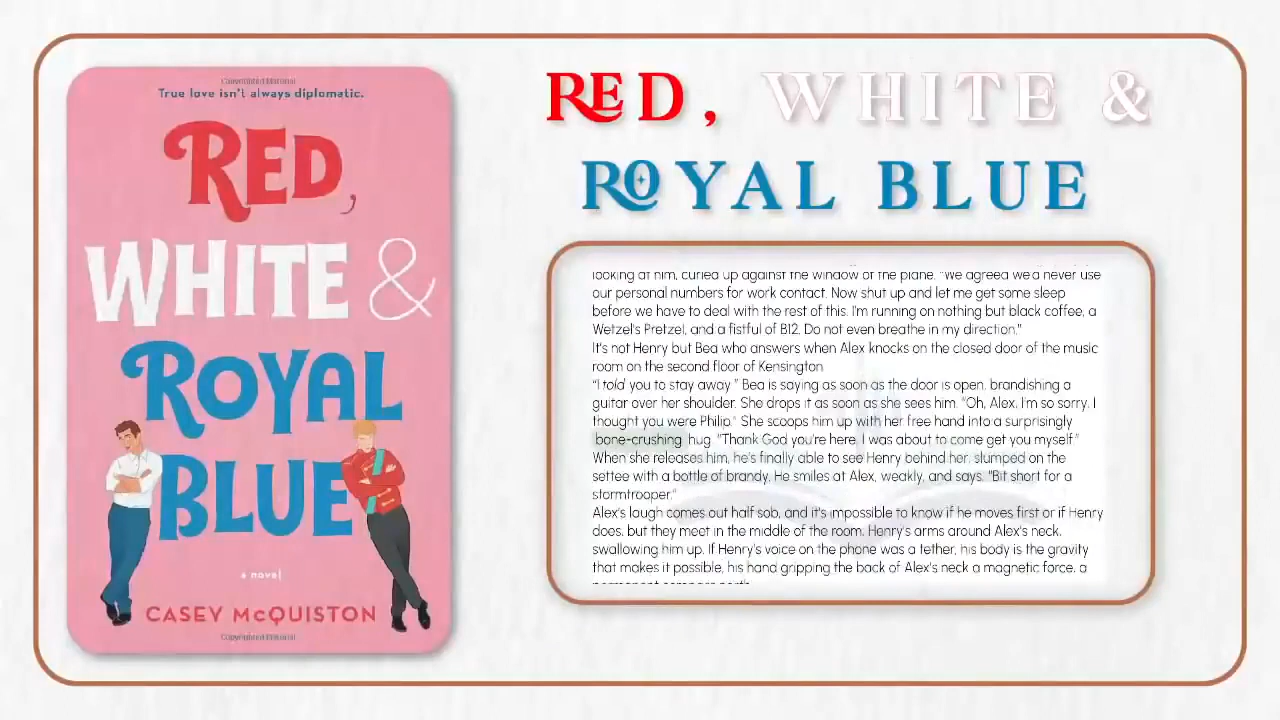 Copyrighted Material
True love isn't always diplomatic.
RED,
WHITE &
ROYAL
BLUE
a novel
CASEY McQUISTON
Copyrighted Material
RED, WHITE &
ROYAL BLUE
looking at him, curled up against the window of the plane. "We agreed we'd never use
our personal numbers for work contact. Now shut up and let me get some sleep
before we have to deal with the rest of this. I'm running on nothing but black coffee, a
Wetzel's Pretzel, and a fistful of B12. Do not even breathe in my direction."
It's not Henry but Bea who answers when Alex knocks on the closed door of the music
room on the second floor of Kensington
"I told you to stay away " Bea is saying as soon as the door is open, brandishing a
guitar over her shoulder. She drops it as soon as she sees him. "Oh, Alex, I'm so sorry, I
thought you were Philip." She scoops him up with her free hand into a surprisingly
bone-crushing hug. "Thank God you're here, I was about to come get you myself."
When she releases him, he's finally able to see Henry behind her, slumped on the
settee with a bottle of brandy. He smiles at Alex, weakly, and says, "Bit short for a
stormtrooper."
Alex's lough comes out half sob, and it's impossible to know if he moves first or if Henry
does, but they meet in the middle of the room, Henry's arms around Alex's neck,
swallowing him up. If Henry's voice on the phone was a tether, his body is the gravity
that makes it possible, his hand gripping the back of Alex's neck a magnetic force, a